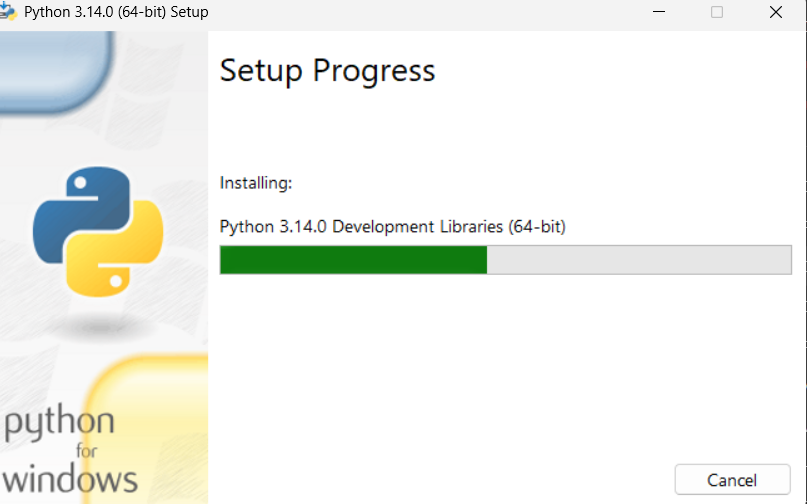 Python 3.14.0 (64-bit) Setup
Setup Progress
Installing:
Python 3.14.0 Development Libraries (64-bit)
python
for
windows
Cancel